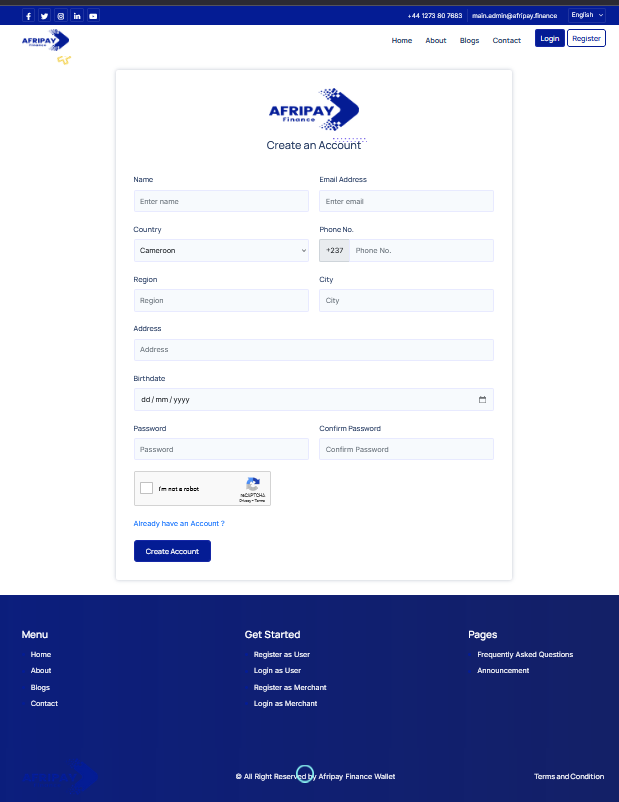 +44 1273 80 7683 main.admin@afripay.finance English
AFRIPAY
Home About Blogs Contact Login Register
AFRIPAY
Finance
Create an Account
Name Email Address
Enter name Enter email
Country Phone No.
Cameroon +237 Phone No.
Region City
Region City
Address
Address
Birthdate
dd/mm/yyyy
Password Confirm Password
Password Confirm Password
I'm not a robot
reCAPTCHA
Privacy - Terms
Already have an Account ?
Create Account
Menu Get Started Pages
Home Register as User Frequently Asked Questions
About Login as User Announcement
Blogs Register as Merchant
Contact Login as Merchant
AFRIPAY
© All Right Reserved by Afripay Finance Wallet Terms and Condition